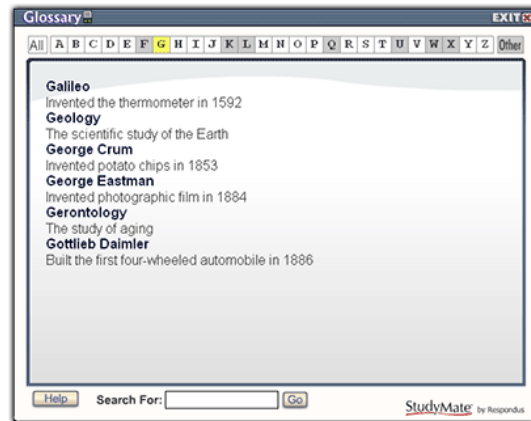 Glossary
EXIT
All A B C D E F G H I J K L M N O P Q R S T U V W X Y Z Other
Galileo
Invented the thermometer in 1592
Geology
The scientific study of the Earth
George Crum
Invented potato chips in 1853
George Eastman
Invented photographic film in 1884
Gerontology
The study of aging
Gottlieb Daimler
Built the first four-wheeled automobile in 1886
Help Search For: Go
StudyMate by Respondus